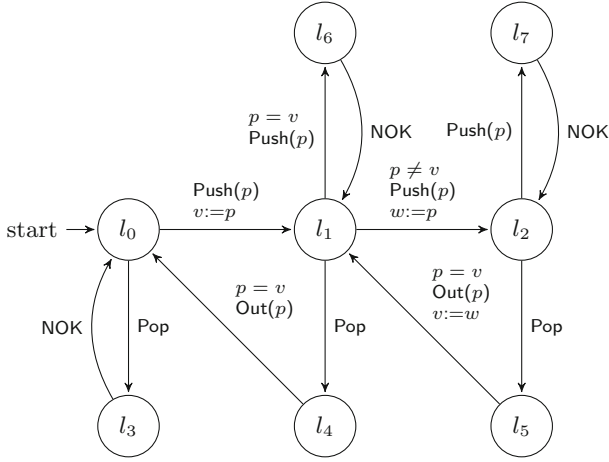 l₆
l₇
p = v
Push(p)
NOK
Push(p)
NOK
p ≠ v
Push(p)
w:=p
Push(p)
v:=p
start
l₀
l₁
l₂
p = v
Out(p)
p = v
Out(p)
v:=w
NOK
Pop
Pop
Pop
l₃
l₄
l₅